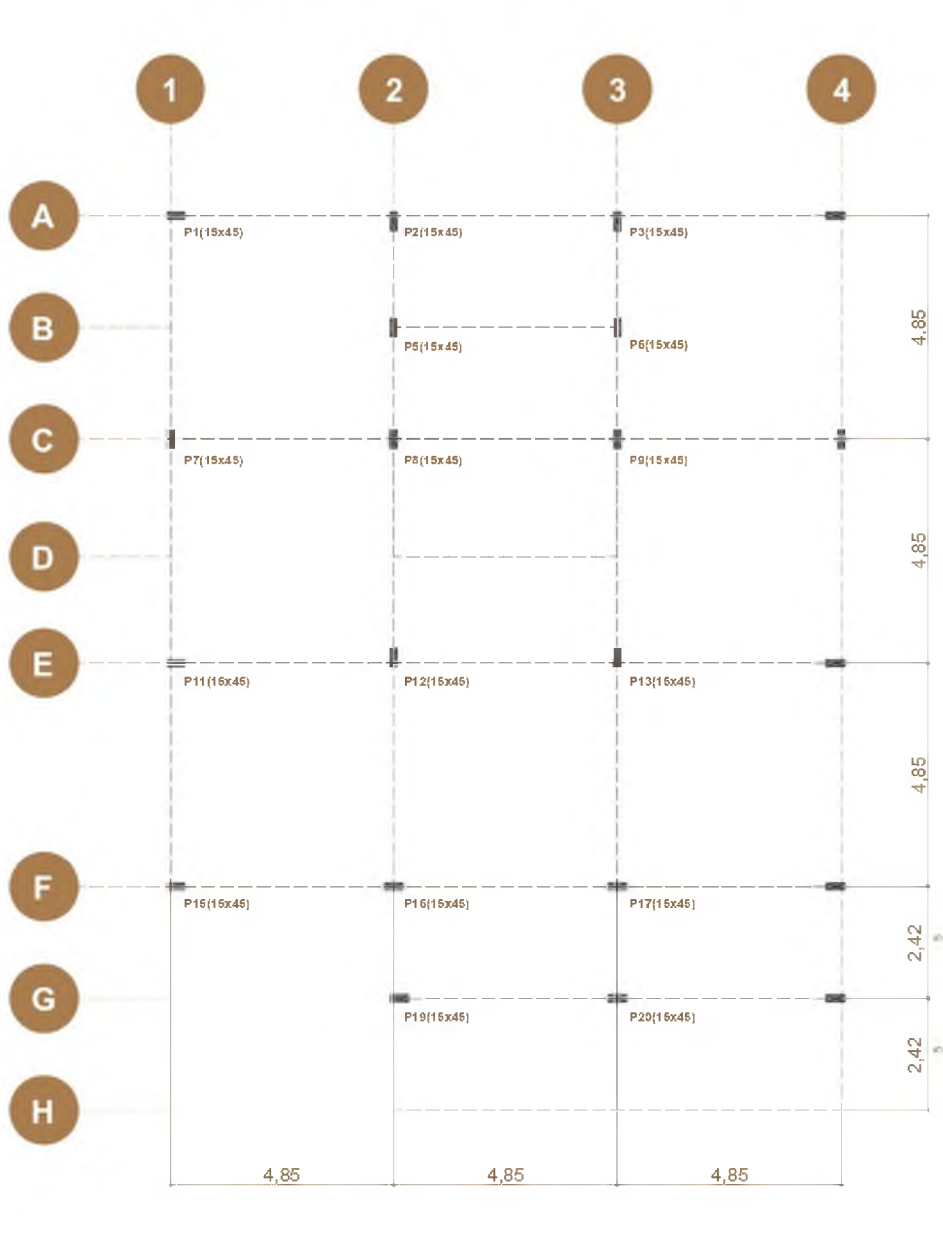 1 2 3 4
A
P1(15x45) P2(15x45) P3(15x45)
B
4.85
P5(15x45) P6(15x45)
C
P7(15x45) P8(15x45) P9(15x45)
D
4,85
E
P11(15x45) P12(15x45) P13(15x45)
4,85
F
P15(15x45) P16(15x45) P17(15x45)
2,42 5
G
P19(15x45) P20(15x45)
2,42 5
H
4,85 4,85 4,85